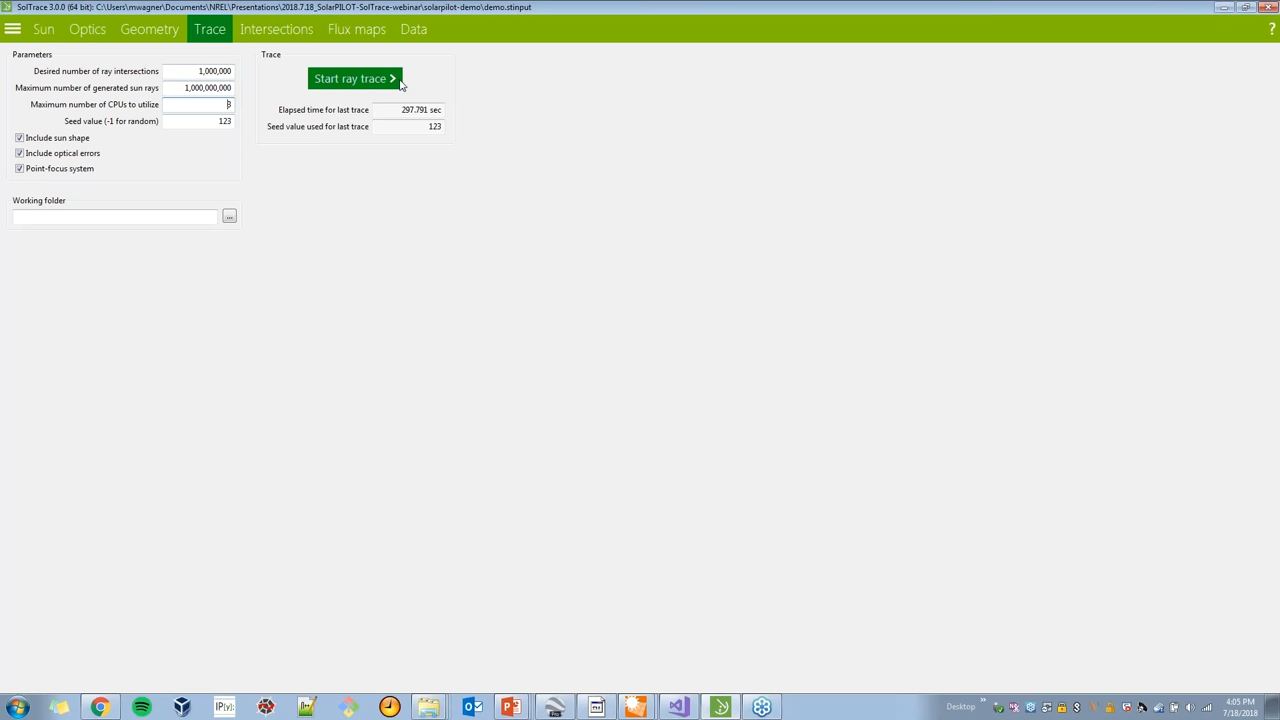 SolTrace 3.0.0 (64 bit): C:\Users\mwagner\Documents\NREL\Presentations\2018.7.18_SolarPILOT-SolTrace-webinar\solarpilot-demo\demo.stinput
Sun Optics Geometry Trace Intersections Flux maps Data ?
Parameters
Desired number of ray intersections 1,000,000
Maximum number of generated sun rays 1,000,000,000
Maximum number of CPUs to utilize 8
Seed value (-1 for random) 123
Include sun shape
Include optical errors
Point-focus system
Working folder
...
Trace
Start ray trace >
Elapsed time for last trace 297.791 sec
Seed value used for last trace 123
IP[y]:
Desktop »
4:05 PM
7/18/2018